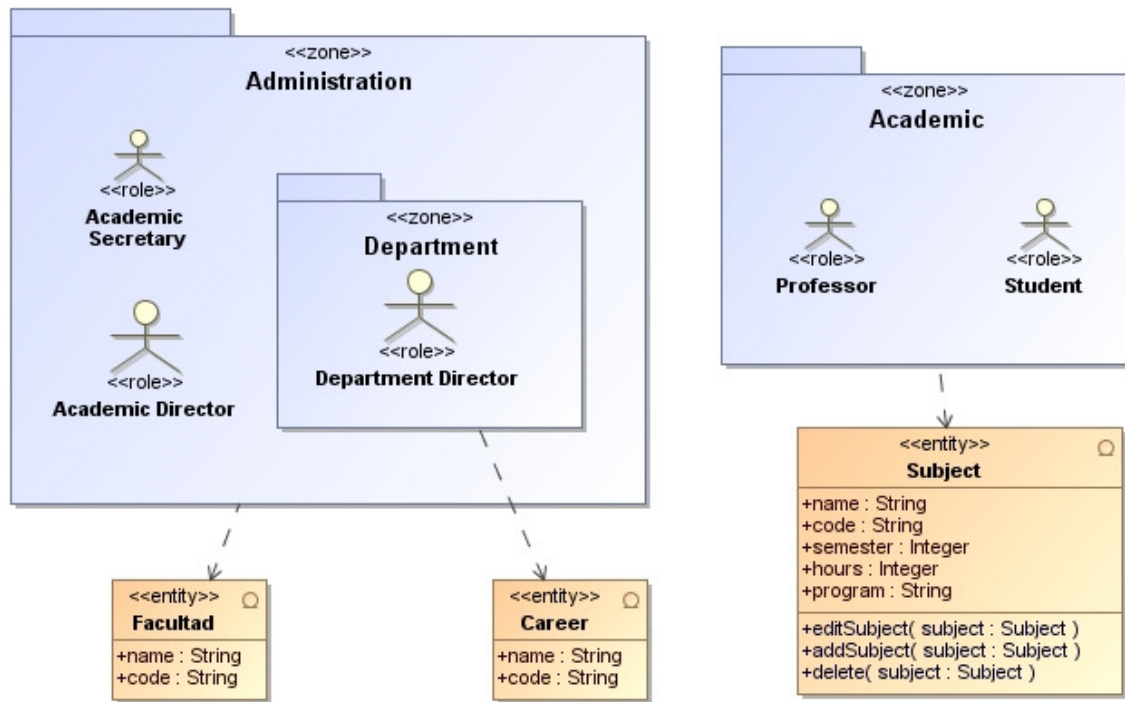 <<zone>>
Administration
<<role>>
Academic
Secretary
<<role>>
Academic Director
<<zone>>
Department
<<role>>
Department Director
<<zone>>
Academic
<<role>>
Professor
<<role>>
Student
<<entity>>
Facultad
+name : String
+code : String
<<entity>>
Career
+name : String
+code : String
<<entity>>
Subject
+name : String
+code : String
+semester : Integer
+hours : Integer
+program : String
+editSubject( subject : Subject )
+addSubject( subject : Subject )
+delete( subject : Subject )